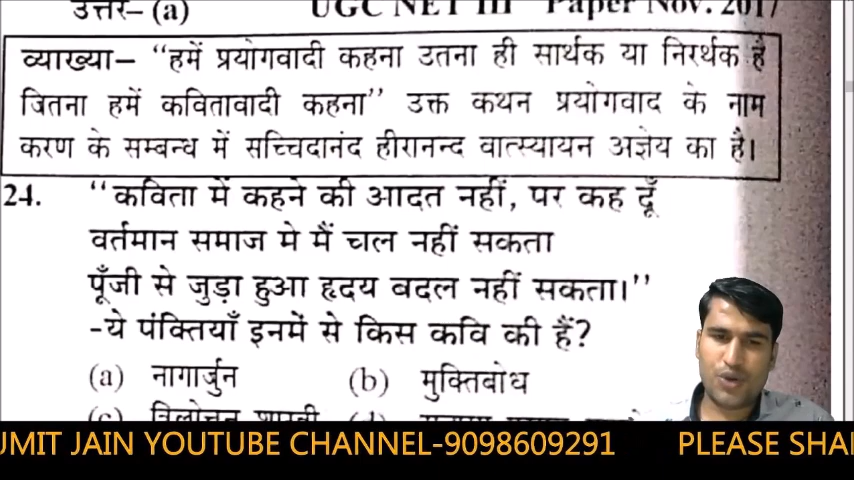 उत्तर– (a) UGC NET III Paper Nov. 2017
व्याख्या– “हमें प्रयोगवादी कहना उतना ही सार्थक या निरर्थक है
जितना हमें कवितावादी कहना” उक्त कथन प्रयोगवाद के नाम
करण के सम्बन्ध में सच्चिदानंद हीरानन्द वात्स्यायन अज्ञेय का है।
24. “कविता में कहने की आदत नहीं, पर कह दूँ
वर्तमान समाज मे मैं चल नहीं सकता
पूँजी से जुड़ा हुआ हृदय बदल नहीं सकता।”
-ये पंक्तियाँ इनमें से किस कवि की हैं?
(a) नागार्जुन (b) मुक्तिबोध
(c) त्रिलोचन शास्त्री
UMIT JAIN YOUTUBE CHANNEL-9098609291 PLEASE SHA